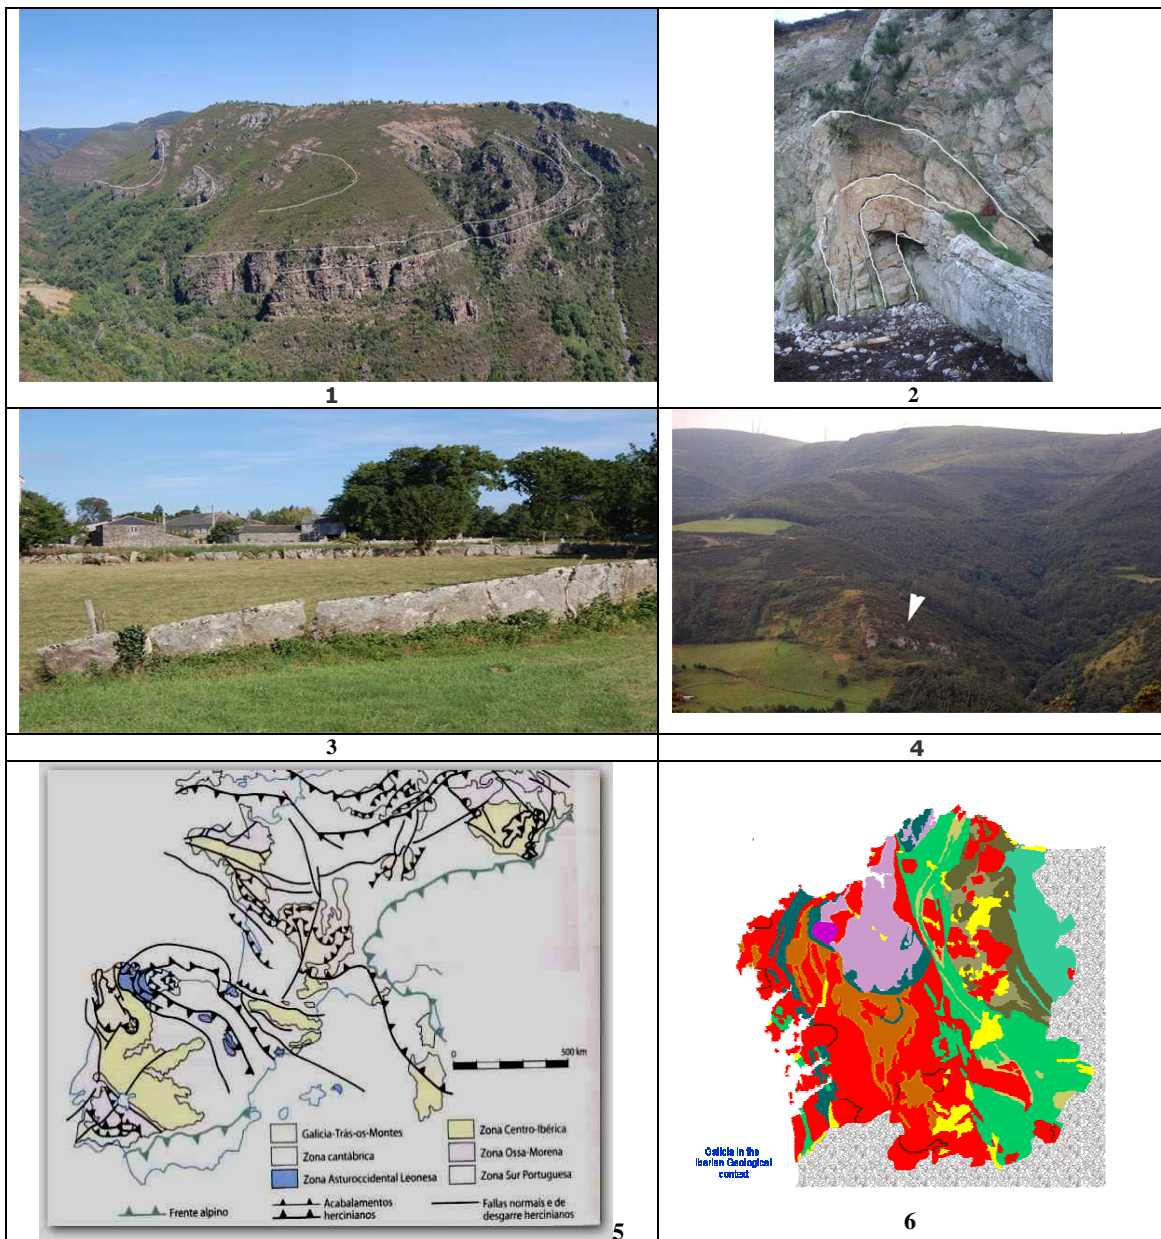 1
2
3
4
0 500 km
Galicia-Trás-os-Montes
Zona cantábrica
Zona Asturoccidental Leonesa
Zona Centro-Ibérica
Zona Ossa-Morena
Zona Sur Portuguesa
Frente alpino
Acabalamentos
hercinianos
Fallas normais e de
desgarre hercinianos
5
Galicia in the
Iberian Geological
context
6